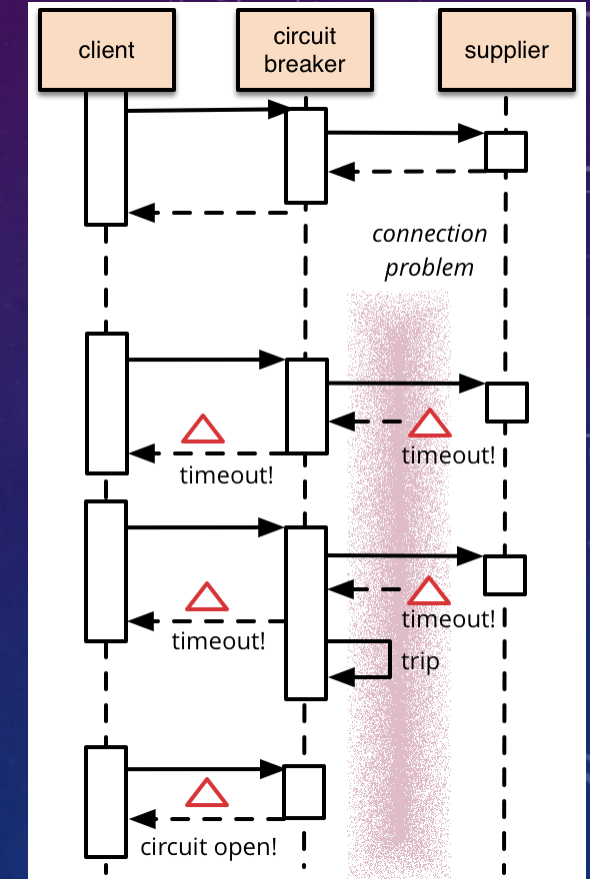 client
circuit
breaker
supplier
connection
problem
timeout!
timeout!
timeout!
timeout!
trip
circuit open!